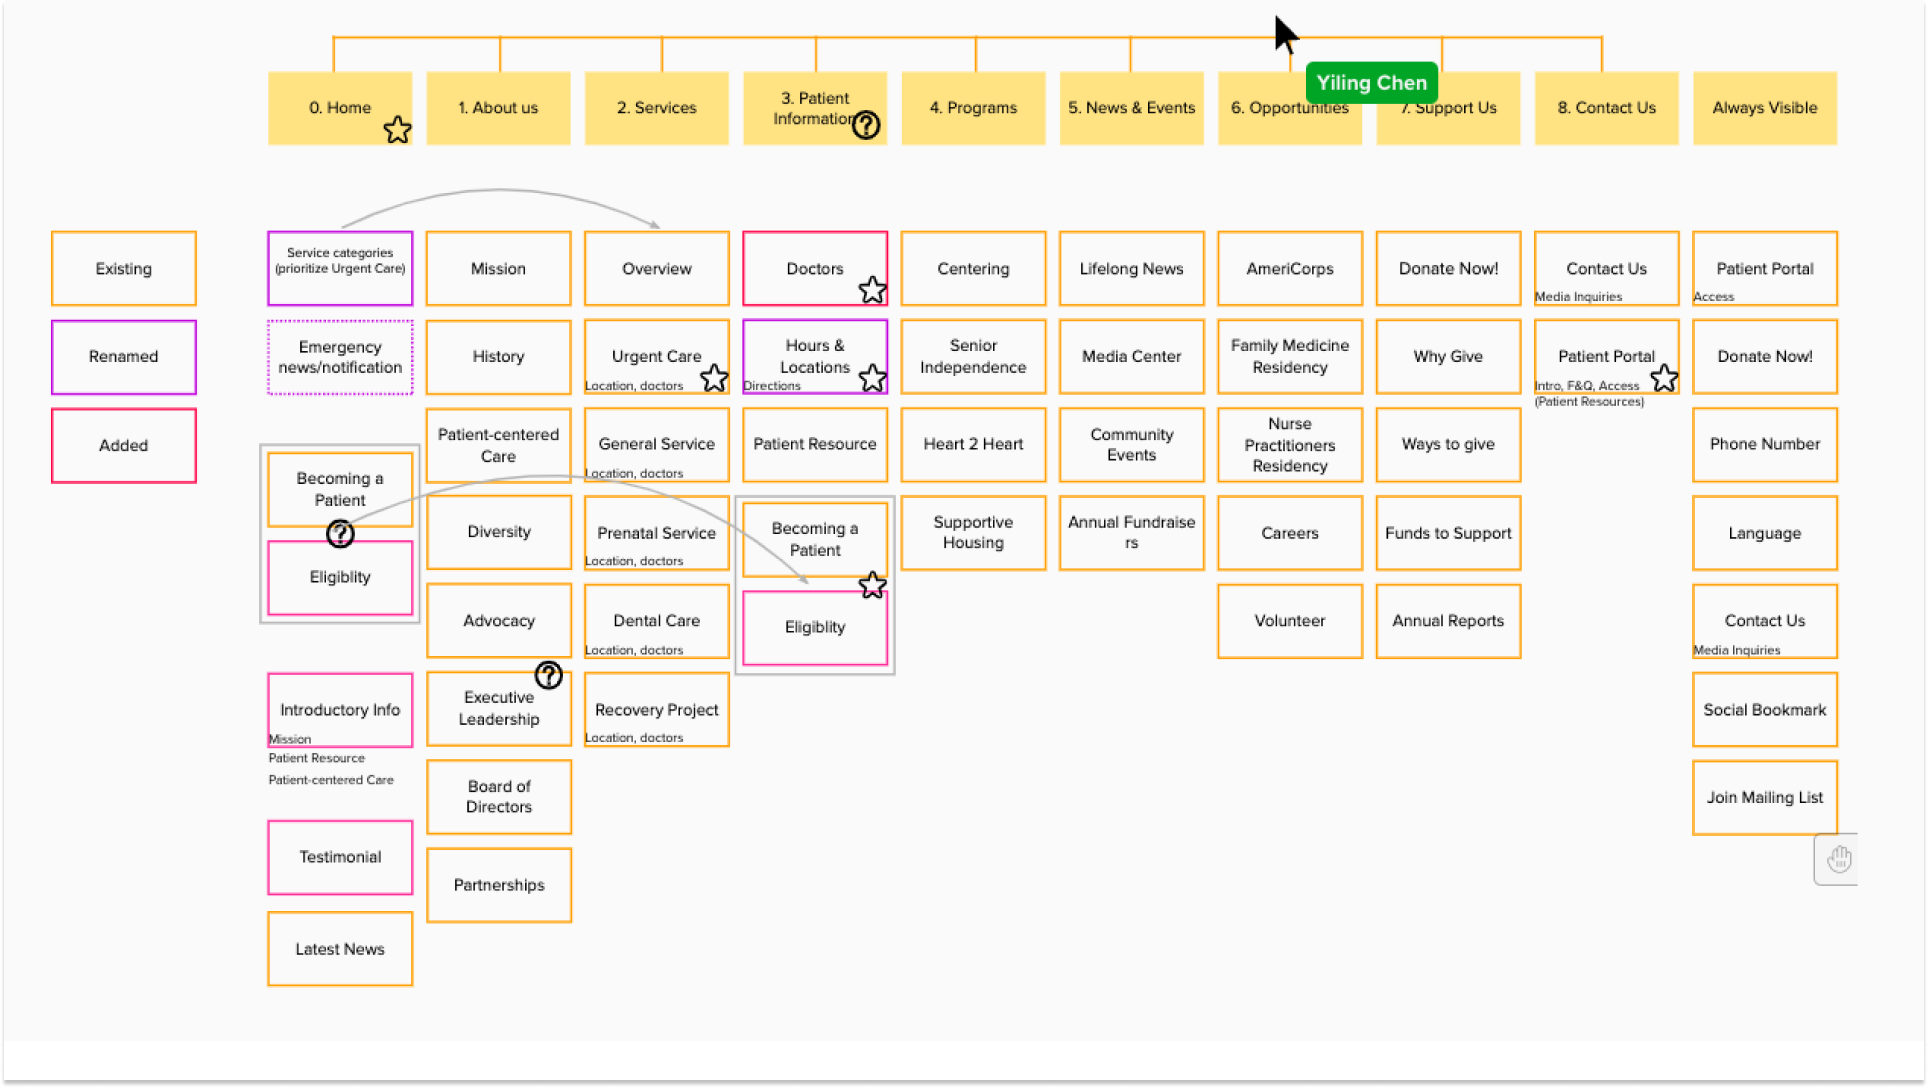 Yiling Chen
0. Home
1. About us
2. Services
3. Patient
Information
4. Programs
5. News & Events
6. Opportunities
7. Support Us
8. Contact Us
Always Visible
Existing
Renamed
Added
Service categories
(prioritize Urgent Care)
Emergency
news/notification
Becoming a
Patient
Eligiblity
Introductory Info
Mission
Patient Resource
Patient-centered Care
Testimonial
Latest News
Mission
History
Patient-centered
Care
Diversity
Advocacy
Executive
Leadership
Board of
Directors
Partnerships
Overview
Urgent Care
Location, doctors
General Service
Location, doctors
Prenatal Service
Location, doctors
Dental Care
Location, doctors
Recovery Project
Location, doctors
Doctors
Hours &
Locations
Directions
Patient Resource
Becoming a
Patient
Eligiblity
Centering
Senior
Independence
Heart 2 Heart
Supportive
Housing
Lifelong News
Media Center
Community
Events
Annual Fundraise
rs
AmeriCorps
Family Medicine
Residency
Nurse
Practitioners
Residency
Careers
Volunteer
Donate Now!
Why Give
Ways to give
Funds to Support
Annual Reports
Contact Us
Media Inquiries
Patient Portal
Intro, F&Q, Access
(Patient Resources)
Patient Portal
Access
Donate Now!
Phone Number
Language
Contact Us
Media Inquiries
Social Bookmark
Join Mailing List